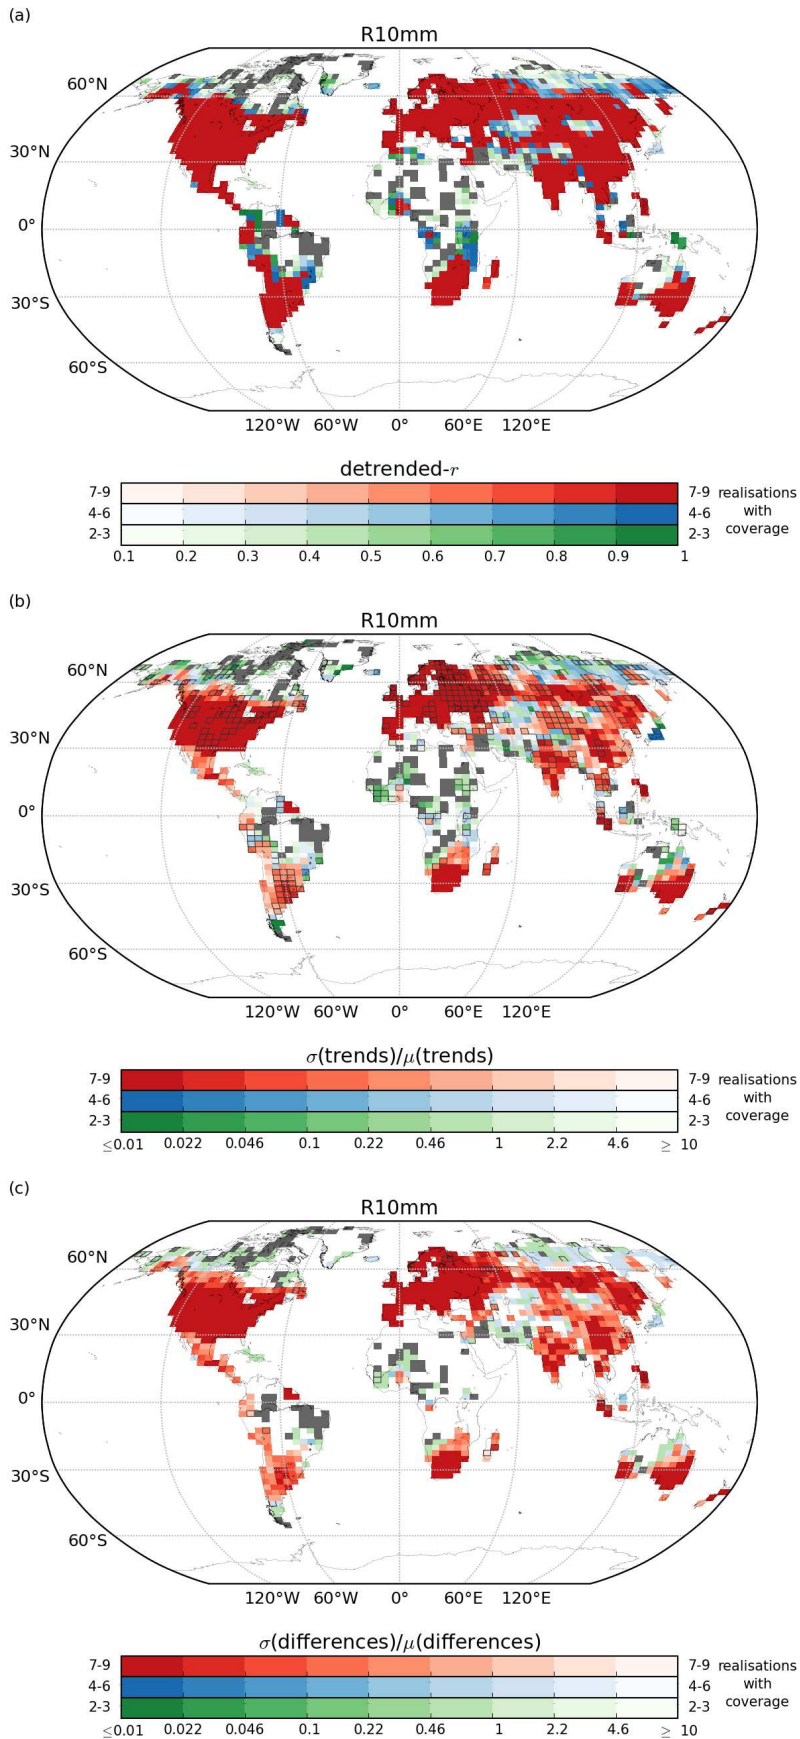 (a)
R10mm
60°N
30°N
0°
30°S
60°S
120°W 60°W 0° 60°E 120°E
detrended-r
7-9 7-9 realisations
4-6 4-6 with
2-3 2-3 coverage
0.1 0.2 0.3 0.4 0.5 0.6 0.7 0.8 0.9 1
(b)
R10mm
60°N
30°N
0°
30°S
60°S
120°W 60°W 0° 60°E 120°E
σ(trends)/μ(trends)
7-9 7-9 realisations
4-6 4-6 with
2-3 2-3 coverage
≤0.01 0.022 0.046 0.1 0.22 0.46 1 2.2 4.6 ≥ 10
(c)
R10mm
60°N
30°N
0°
30°S
60°S
120°W 60°W 0° 60°E 120°E
σ(differences)/μ(differences)
7-9 7-9 realisations
4-6 4-6 with
2-3 2-3 coverage
≤0.01 0.022 0.046 0.1 0.22 0.46 1 2.2 4.6 ≥ 10